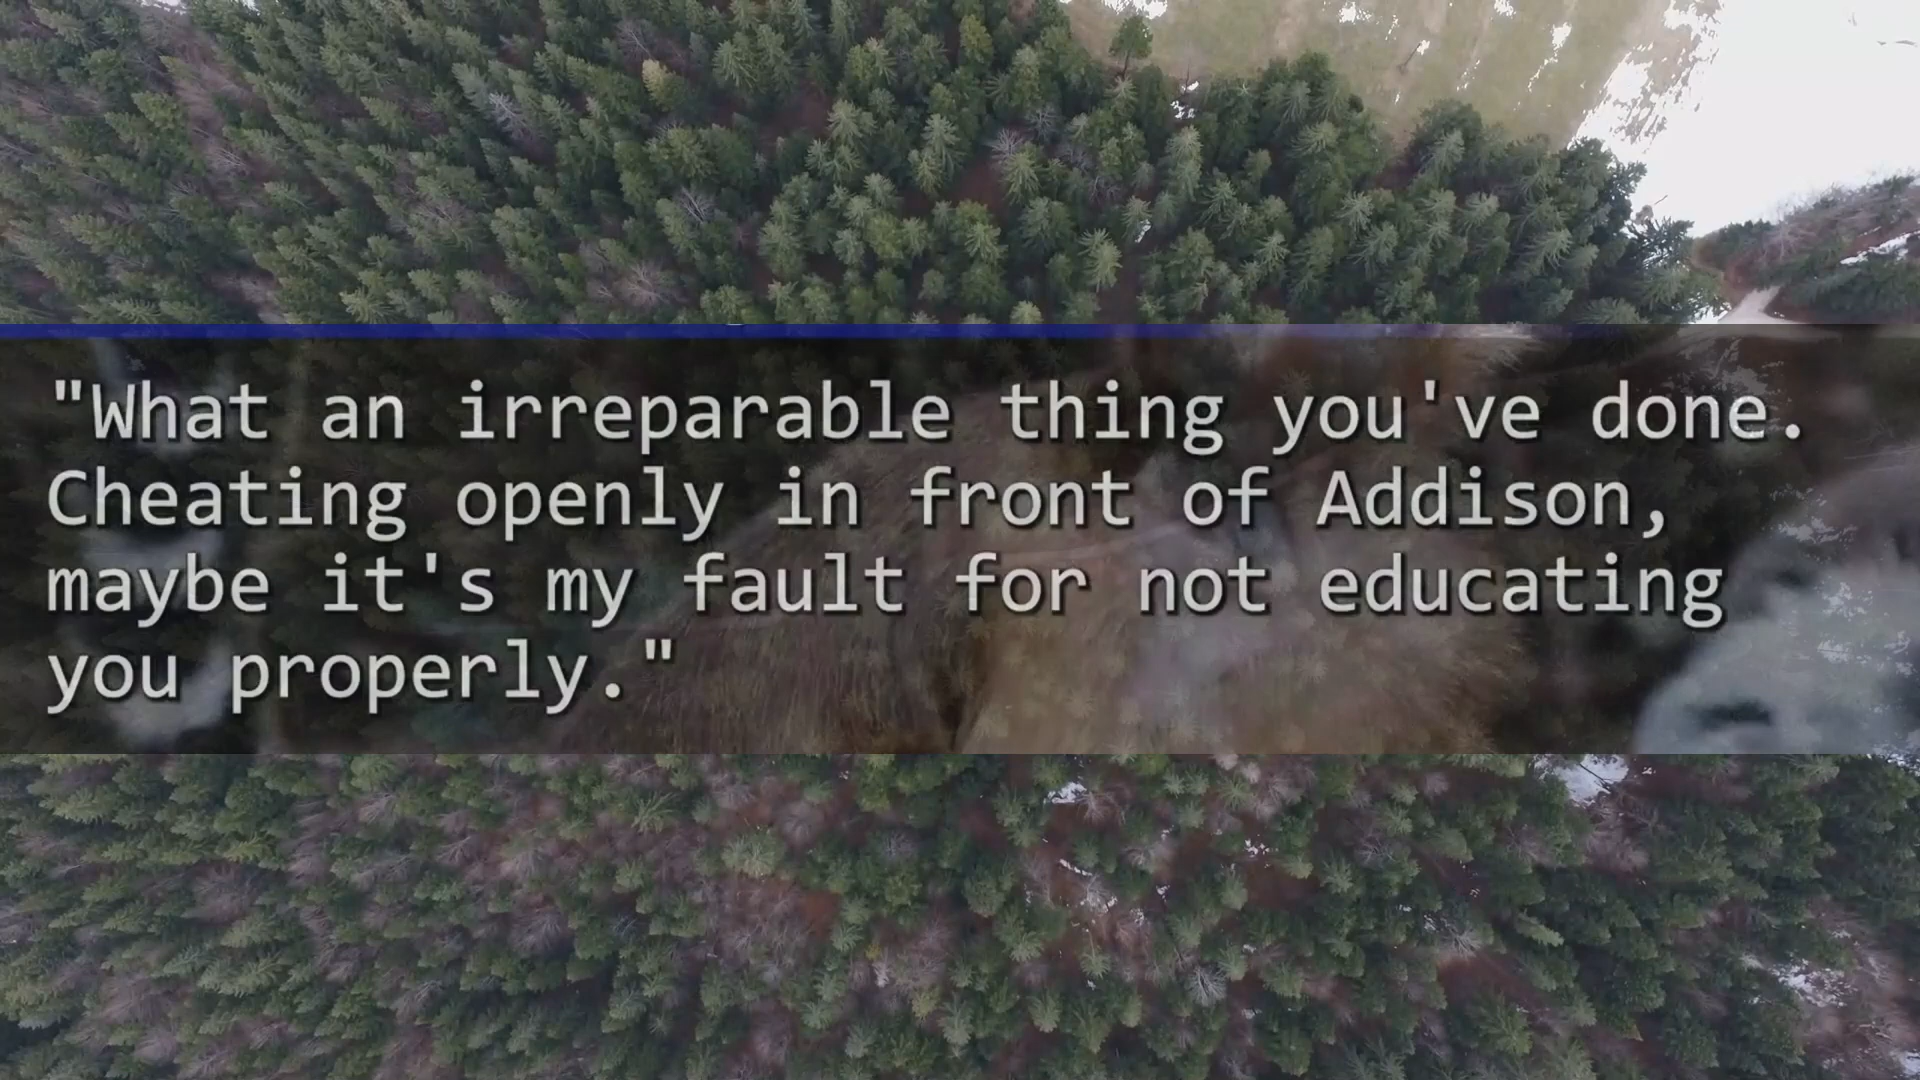 "What an irreparable thing you've done.
Cheating openly in front of Addison,
maybe it's my fault for not educating
you properly."